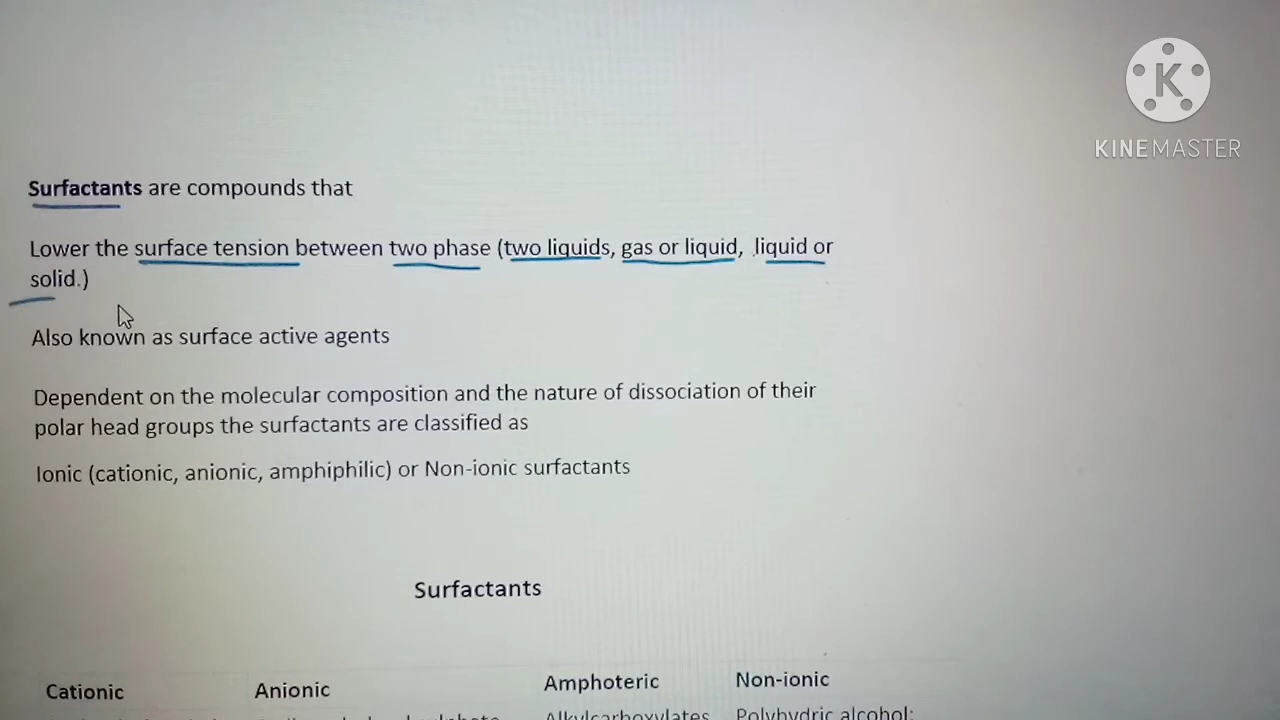 K
KINEMASTER
Surfactants are compounds that
Lower the surface tension between two phase (two liquids, gas or liquid, liquid or
solid.)
Also known as surface active agents
Dependent on the molecular composition and the nature of dissociation of their
polar head groups the surfactants are classified as
Ionic (cationic, anionic, amphiphilic) or Non-ionic surfactants
Surfactants
Cationic Anionic Amphoteric Non-ionic
Alkylcarboxylates Polyhydric alcohol: